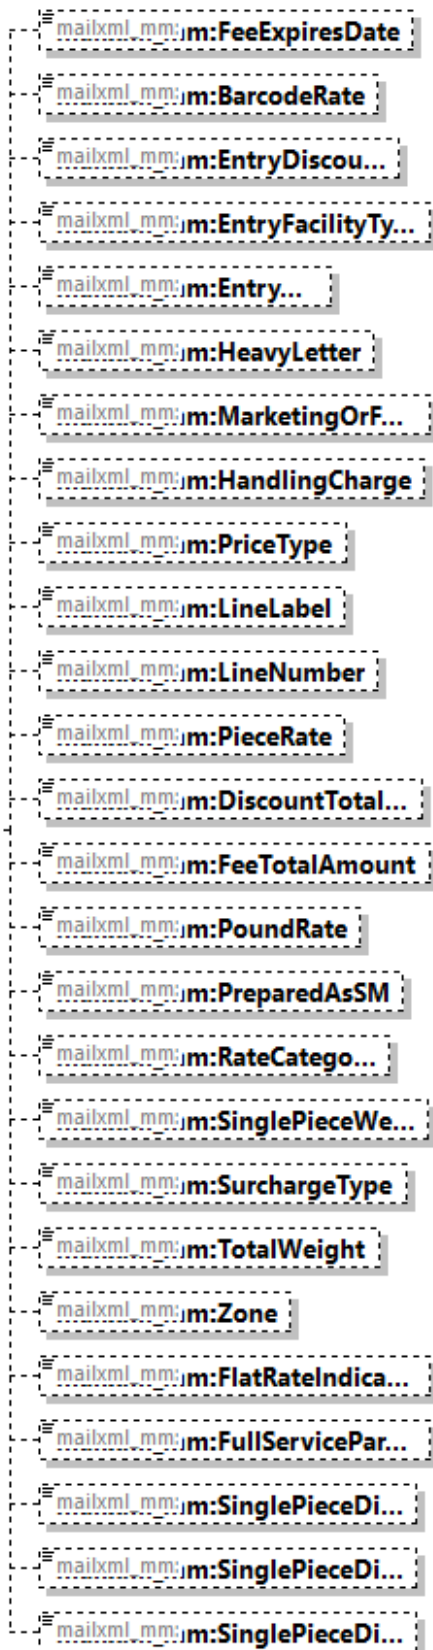 mailxml_mm:m:FeeExpiresDate
mailxml_mm:m:BarcodeRate
mailxml_mm:m:EntryDiscou...
mailxml_mm:m:EntryFacilityTy...
mailxml_mm:m:Entry...
mailxml_mm:m:HeavyLetter
mailxml_mm:m:MarketingOrF...
mailxml_mm:m:HandlingCharge
mailxml_mm:m:PriceType
mailxml_mm:m:LineLabel
mailxml_mm:m:LineNumber
mailxml_mm:m:PieceRate
mailxml_mm:m:DiscountTotal...
mailxml_mm:m:FeeTotalAmount
mailxml_mm:m:PoundRate
mailxml_mm:m:PreparedAsSM
mailxml_mm:m:RateCatego...
mailxml_mm:m:SinglePieceWe...
mailxml_mm:m:SurchargeType
mailxml_mm:m:TotalWeight
mailxml_mm:m:Zone
mailxml_mm:m:FlatRateIndica...
mailxml_mm:m:FullServicePar...
mailxml_mm:m:SinglePieceDi...
mailxml_mm:m:SinglePieceDi...
mailxml_mm:m:SinglePieceDi...